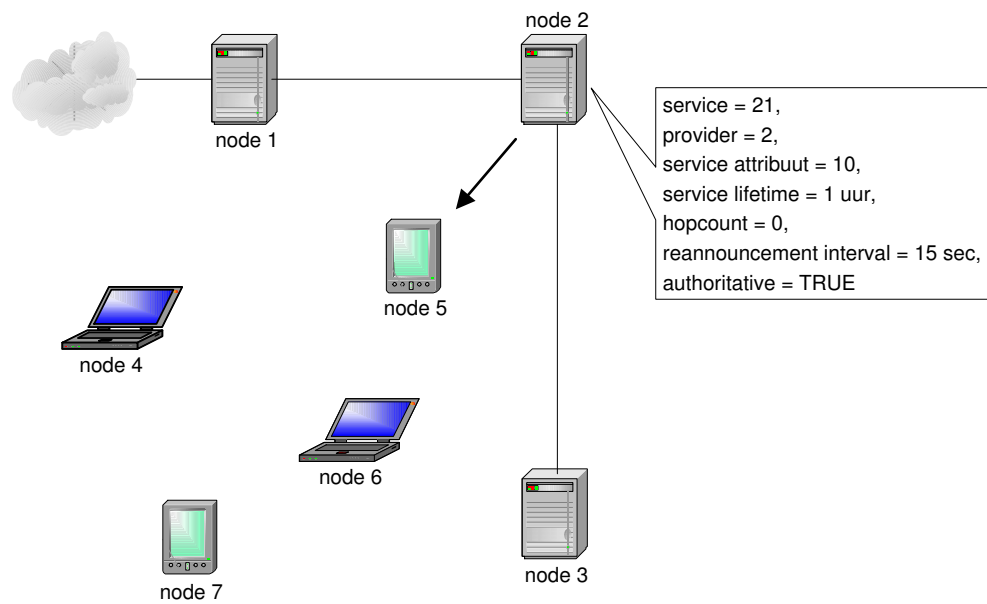 node 2
node 1
service = 21,
provider = 2,
service attribuut = 10,
service lifetime = 1 uur,
hopcount = 0,
reannouncement interval = 15 sec,
authoritative = TRUE
node 5
node 4
node 6
node 3
node 7